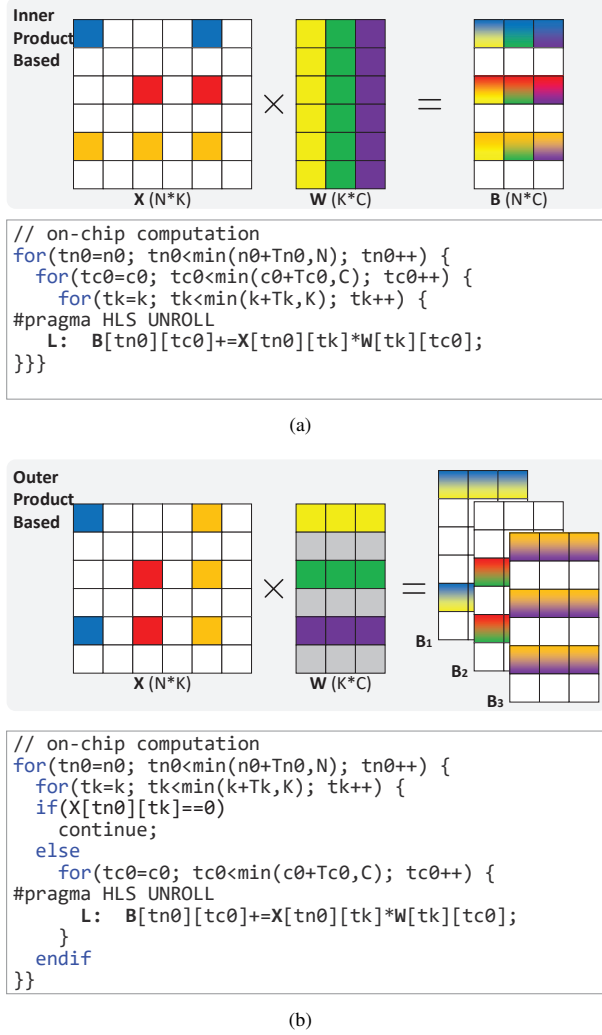 Inner
Product
Based
×
=
X (N*K)
W (K*C)
B (N*C)
// on-chip computation
for(tn0=n0; tn0<min(n0+Tn0,N); tn0++) {
  for(tc0=c0; tc0<min(c0+Tc0,C); tc0++) {
    for(tk=k; tk<min(k+Tk,K); tk++) {
#pragma HLS UNROLL
   L:  B[tn0][tc0]+=X[tn0][tk]*W[tk][tc0];
}}}
(a)
Outer
Product
Based
×
=
X (N*K)
W (K*C)
B1
B2
B3
// on-chip computation
for(tn0=n0; tn0<min(n0+Tn0,N); tn0++) {
  for(tk=k; tk<min(k+Tk,K); tk++) {
  if(X[tn0][tk]==0)
    continue;
  else
    for(tc0=c0; tc0<min(c0+Tc0,C); tc0++) {
#pragma HLS UNROLL
      L:  B[tn0][tc0]+=X[tn0][tk]*W[tk][tc0];
    }
  endif
}}
(b)